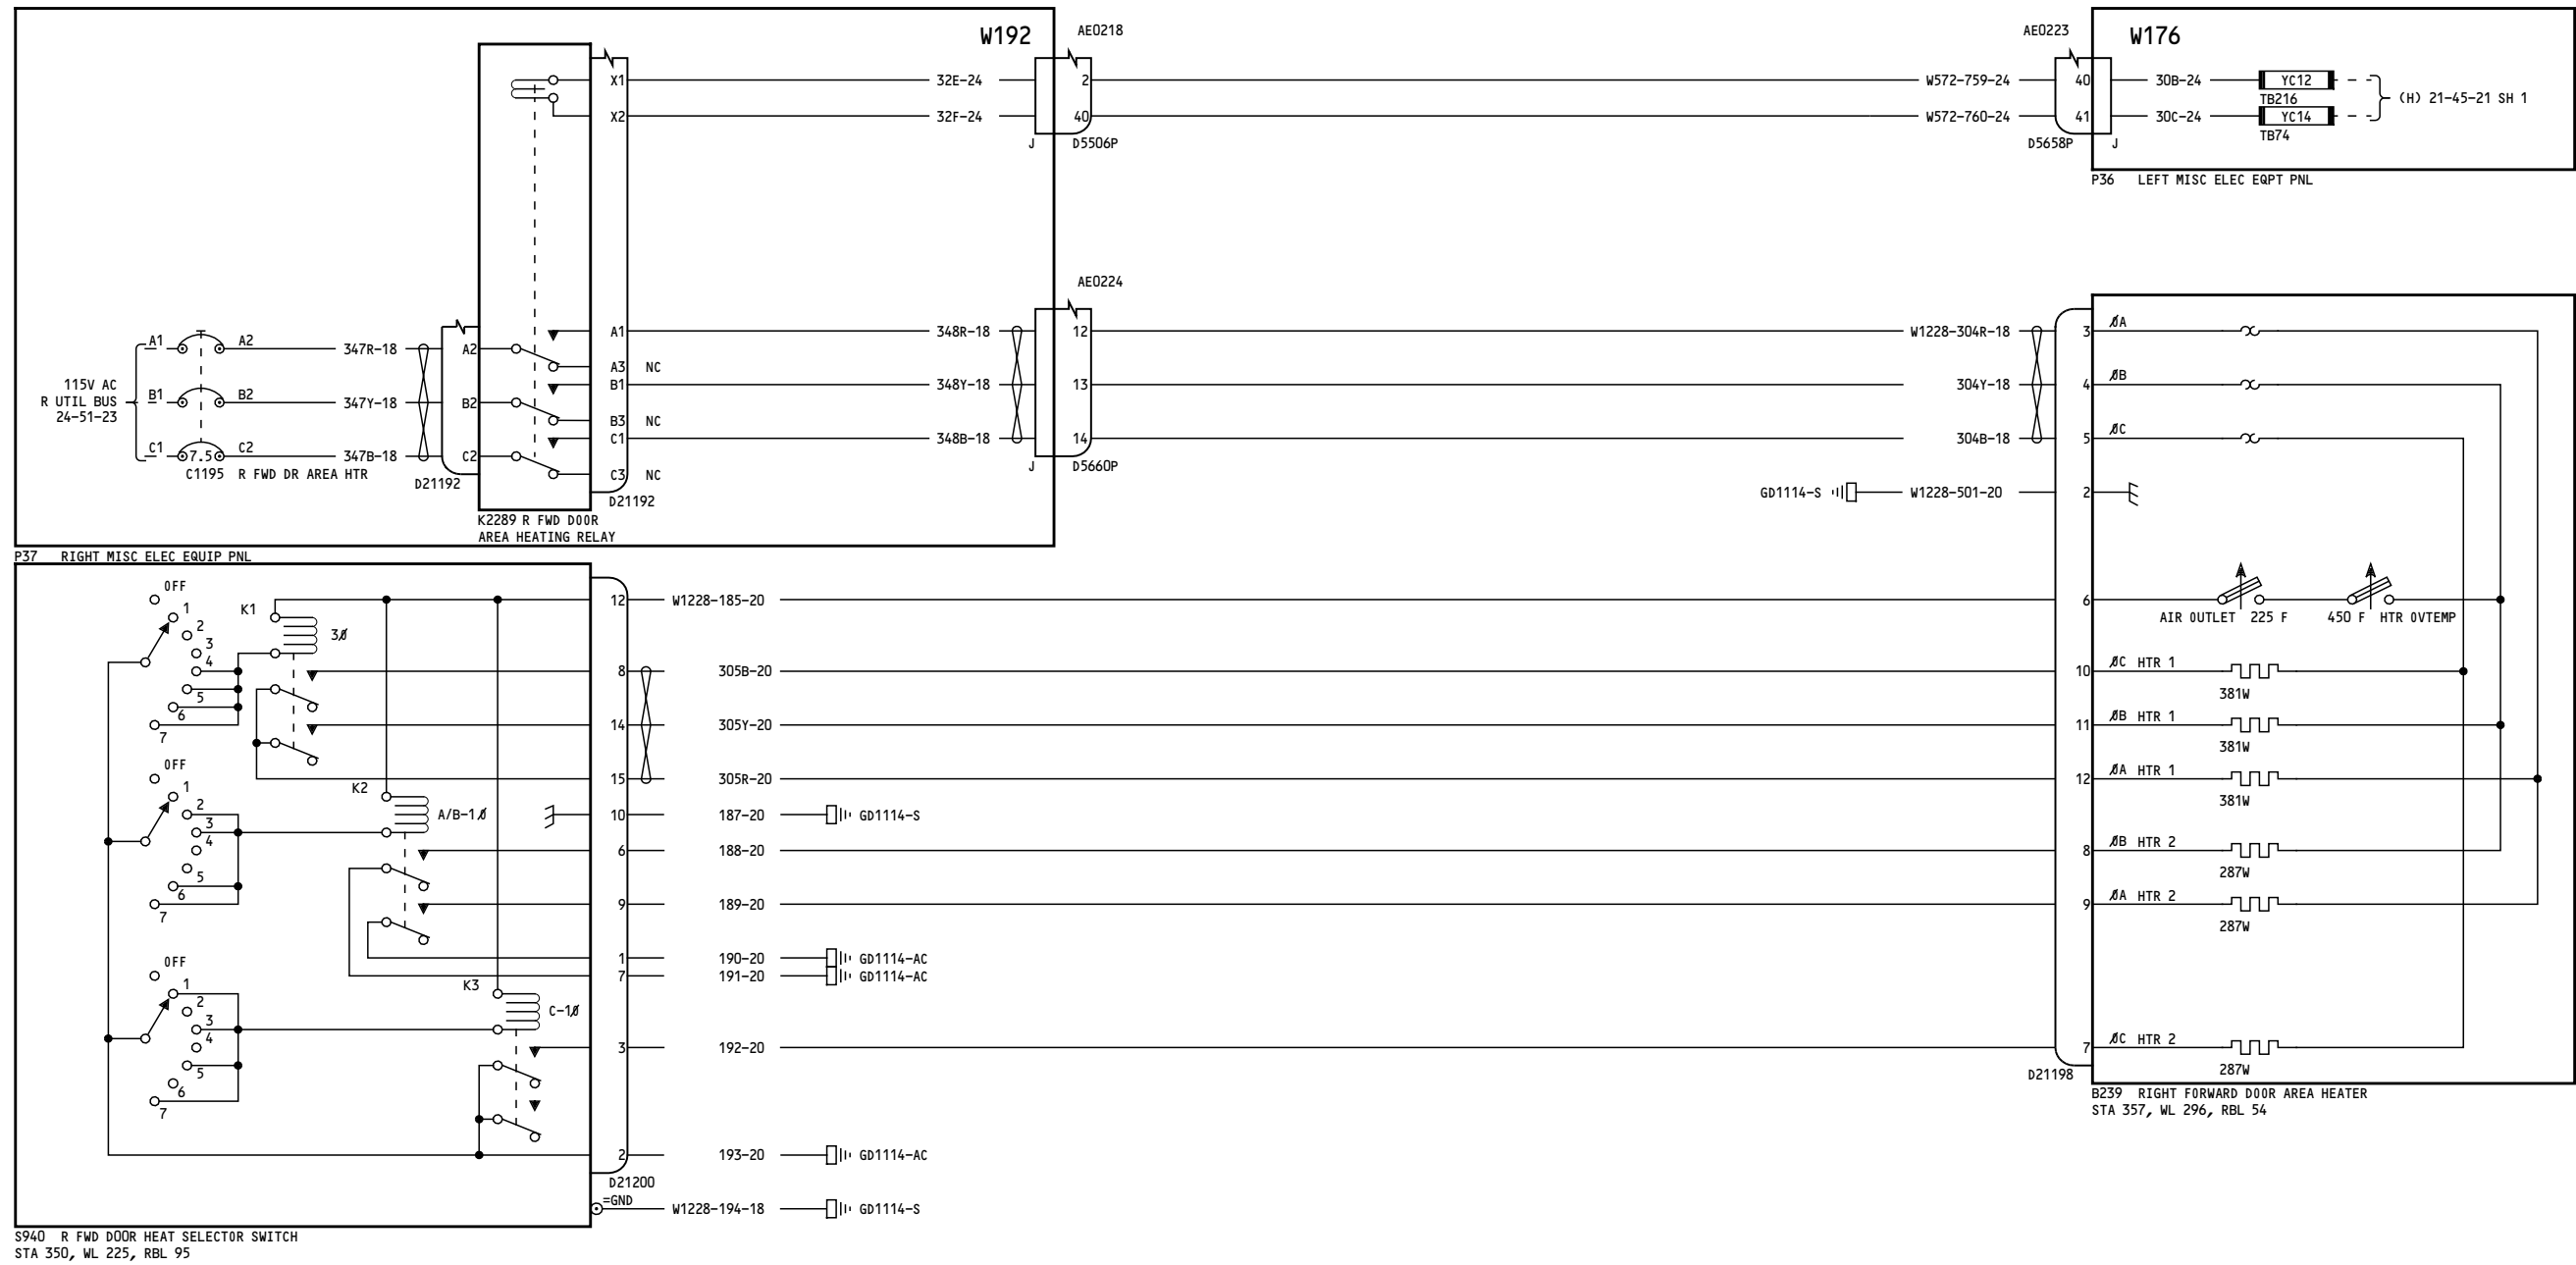 W192
AE0218
AE0223
W176
X1
32E-24
2
W572-759-24
40
30B-24
YC12
TB216
(H) 21-45-21 SH 1
X2
32F-24
40
W572-760-24
41
30C-24
YC14
TB74
J
D5506P
D5658P
J
P36 LEFT MISC ELEC EQPT PNL
AE0224
A1
348R-18
12
W1228-304R-18
3
ØA
A1
A2
347R-18
A2
A3 NC
B1
348Y-18
13
304Y-18
4
ØB
115V AC
R UTIL BUS
24-51-23
B1
B2
347Y-18
B2
B3 NC
C1
348B-18
14
304B-18
5
ØC
C1
7.5
C2
347B-18
C2
C3 NC
J
D5660P
C1195 R FWD DR AREA HTR
D21192
D21192
GD1114-S
W1228-501-20
2
K2289 R FWD DOOR
AREA HEATING RELAY
P37 RIGHT MISC ELEC EQUIP PNL
OFF
1
2
3
4
5
6
7
K1
3Ø
12
W1228-185-20
6
AIR OUTLET 225 F
450 F HTR OVTEMP
8
305B-20
10
ØC HTR 1
381W
14
305Y-20
11
ØB HTR 1
381W
15
305R-20
12
ØA HTR 1
381W
OFF
1
2
3
4
5
6
7
K2
A/B-1Ø
10
187-20
GD1114-S
6
188-20
8
ØB HTR 2
287W
9
189-20
9
ØA HTR 2
287W
1
190-20
GD1114-AC
7
191-20
GD1114-AC
OFF
1
2
3
4
5
6
7
K3
C-1Ø
3
192-20
7
ØC HTR 2
287W
D21198
B239 RIGHT FORWARD DOOR AREA HEATER
STA 357, WL 296, RBL 54
2
193-20
GD1114-AC
D21200
=GND
W1228-194-18
GD1114-S
S940 R FWD DOOR HEAT SELECTOR SWITCH
STA 350, WL 225, RBL 95